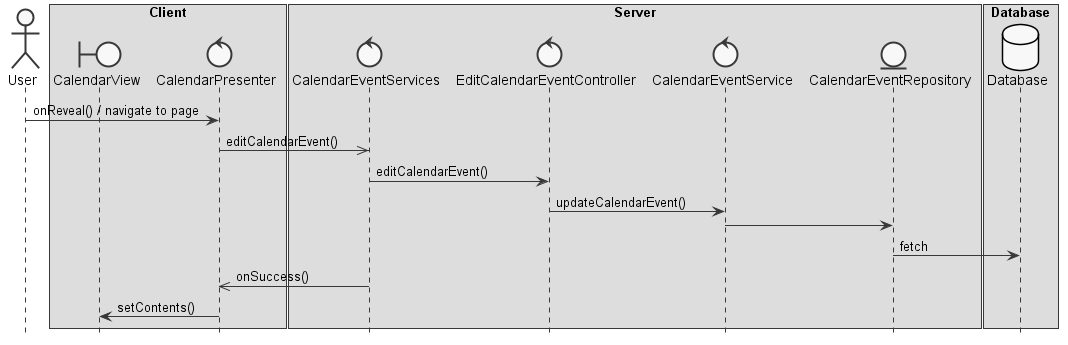 Client
Server
Database
User
CalendarView
CalendarPresenter
CalendarEventServices
EditCalendarEventController
CalendarEventService
CalendarEventRepository
Database
onReveal() / navigate to page
editCalendarEvent()
editCalendarEvent()
updateCalendarEvent()
fetch
onSuccess()
setContents()